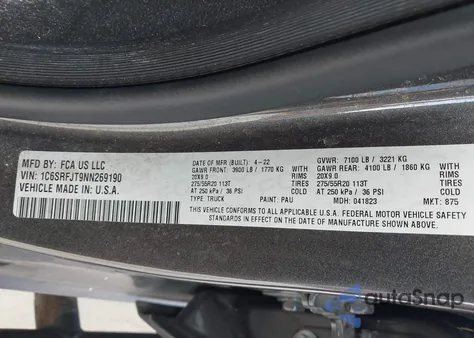 MFD BY: FCA US LLC
DATE OF MFR (BUILT): 4-22
GVWR: 7100 LB / 3221 KG
VIN: 1C6SRFJT9NN269190
GAWR FRONT: 3900 LB / 1770 KG WITH
GAWR REAR: 4100 LB / 1860 KG WITH
VEHICLE MADE IN: U.S.A.
20X9.0 RIMS
20X9.0 RIMS
275/55R20 113T TIRES
275/55R20 113T TIRES
AT 250 kPa / 36 PSI COLD
AT 250 kPa / 36 PSI COLD
TYPE: TRUCK PAINT: PAU MDH: 041823 MKT: 875
THIS VEHICLE CONFORMS TO ALL APPLICABLE U.S.A. FEDERAL MOTOR VEHICLE SAFETY
STANDARDS IN EFFECT ON THE DATE OF MANUFACTURE SHOWN ABOVE
autoSnap